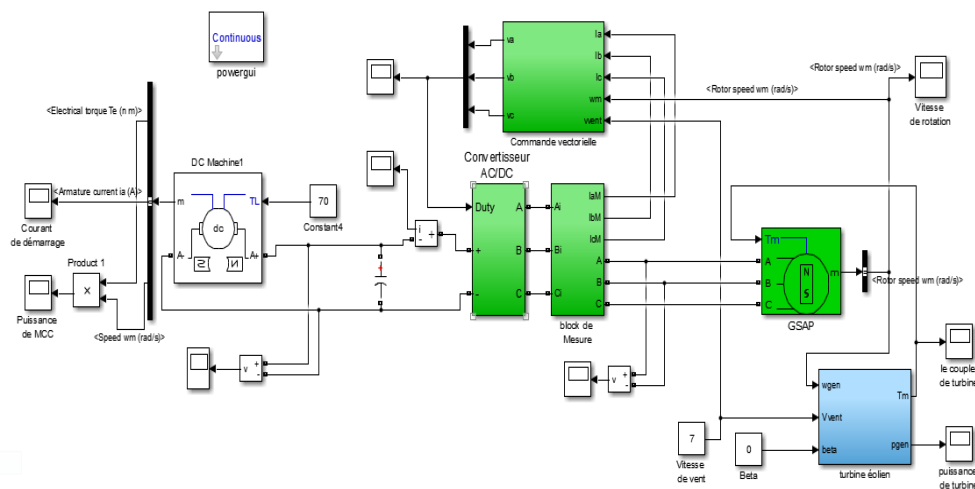 Continuous
powergui
va
vb
vc
Ia
Ib
Ic
wm
vvent
Commande vectorielle
<Rotor speed wm (rad/s)>
<Rotor speed wm (rad/s)>
Vitesse
de rotation
<Electrical torque Te (n m)>
DC Machine1
m
TL
dc
A-
A+
70
Constant4
<Armature current ia (A)>
Courant
de démarrage
Product 1
×
Puissance
de MCC
<Speed wm (rad/s)>
i
+
-
Convertisseur
AC/DC
Duty
+
-
A
B
C
Ai
Bi
Ci
IaM
IbM
IcM
A
B
C
block de
Mesure
Tm
A
B
C
N
S
m
GSAP
<Rotor speed wm (rad/s)>
+
v
+
-
v
+
-
7
Vitesse
de vent
0
Beta
wgen
Vvent
beta
Tm
pgen
turbine éolien
le couple
de turbine
puissance
de turbine